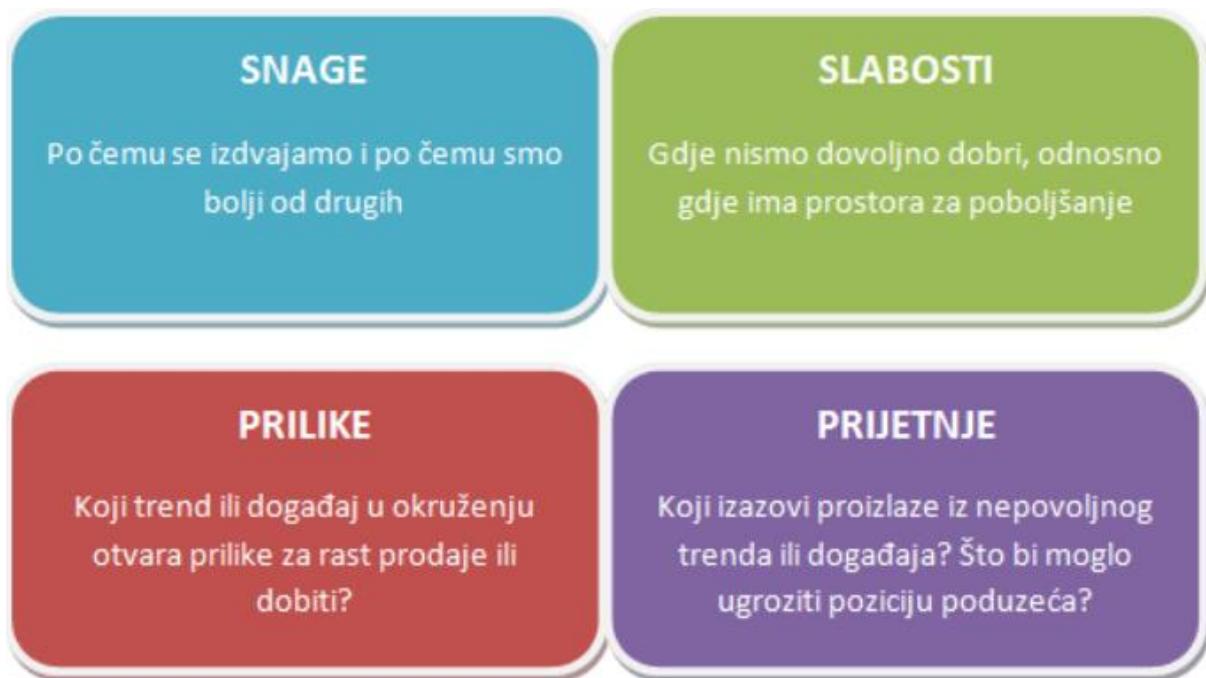 SNAGE
Po čemu se izdvajamo i po čemu smo
bolji od drugih
SLABOSTI
Gdje nismo dovoljno dobri, odnosno
gdje ima prostora za poboljšanje
PRILIKE
Koji trend ili događaj u okruženju
otvara prilike za rast prodaje ili
dobiti?
PRIJETNJE
Koji izazovi proizlaze iz nepovoljnog
trenda ili događaja? Što bi moglo
ugroziti poziciju poduzeća?